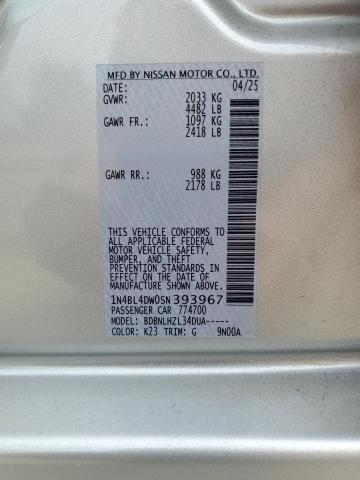 MFD BY NISSAN MOTOR CO., LTD.
DATE: 04/25
GVWR: 2033 KG
4482 LB
GAWR FR.: 1097 KG
2418 LB
GAWR RR.: 988 KG
2178 LB
THIS VEHICLE CONFORMS TO
ALL APPLICABLE FEDERAL
MOTOR VEHICLE SAFETY,
BUMPER, AND THEFT
PREVENTION STANDARDS IN
EFFECT ON THE DATE OF
MANUFACTURE SHOWN ABOVE.
1N4BL4DW0SN393967
PASSENGER CAR 774700
MODEL: BDBNLHZL34DUA-----
COLOR: K23 TRIM: G 9N00A